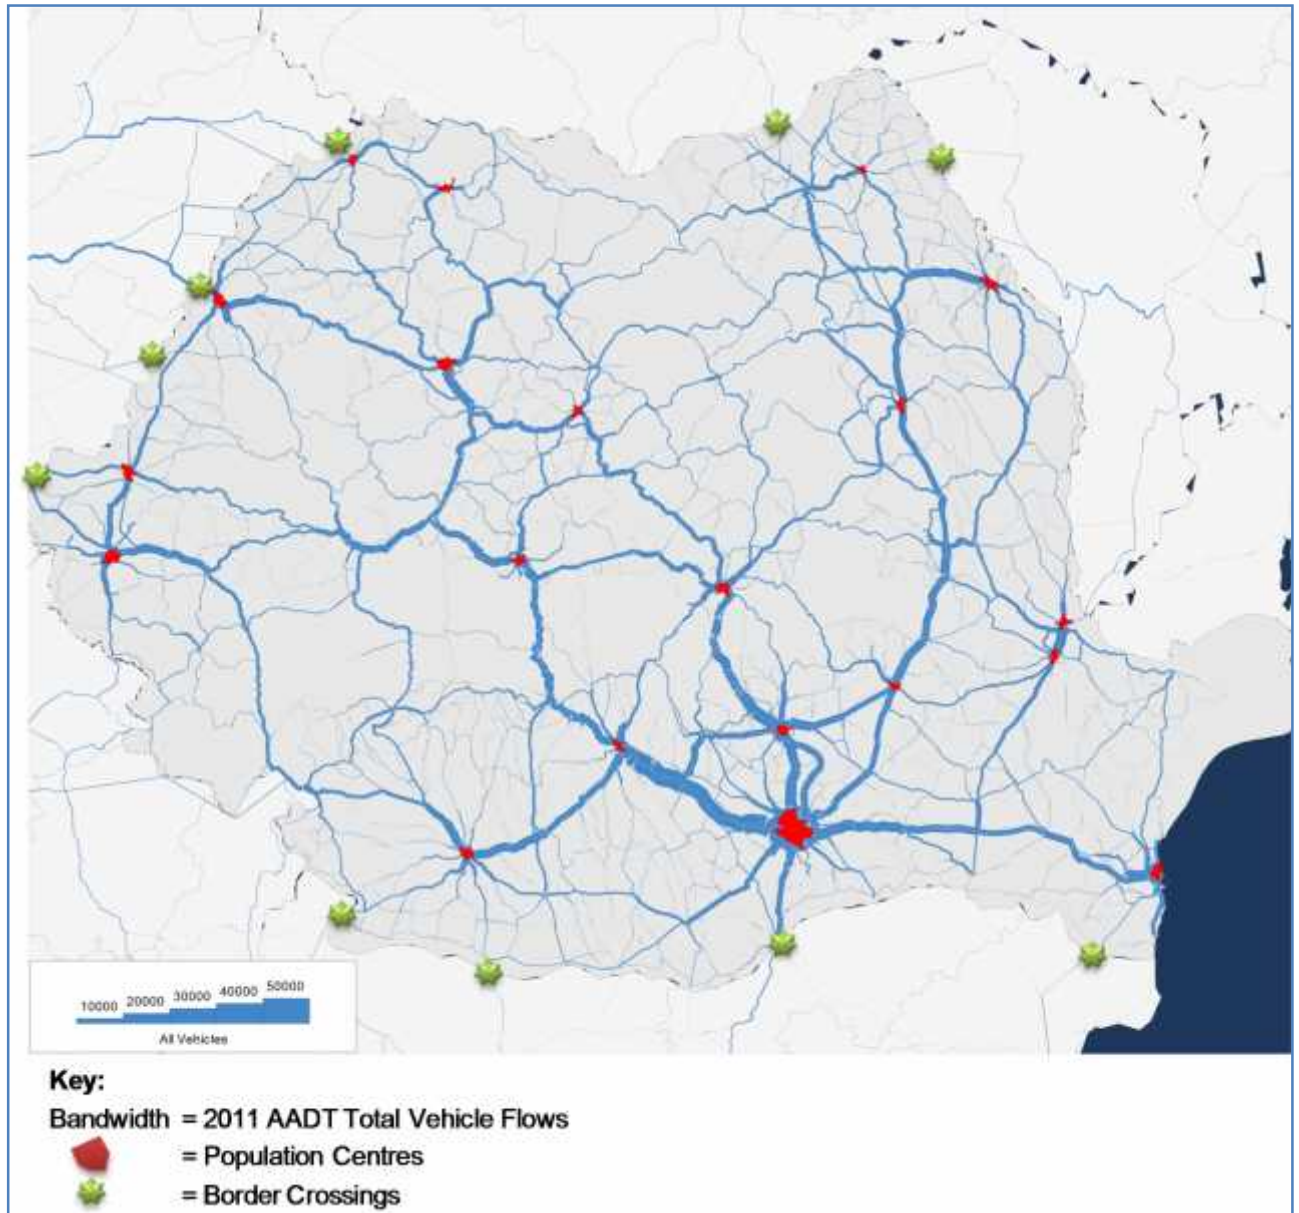 10000 20000 30000 40000 50000
All Vehicles
Key:
Bandwidth = 2011 AADT Total Vehicle Flows
= Population Centres
= Border Crossings